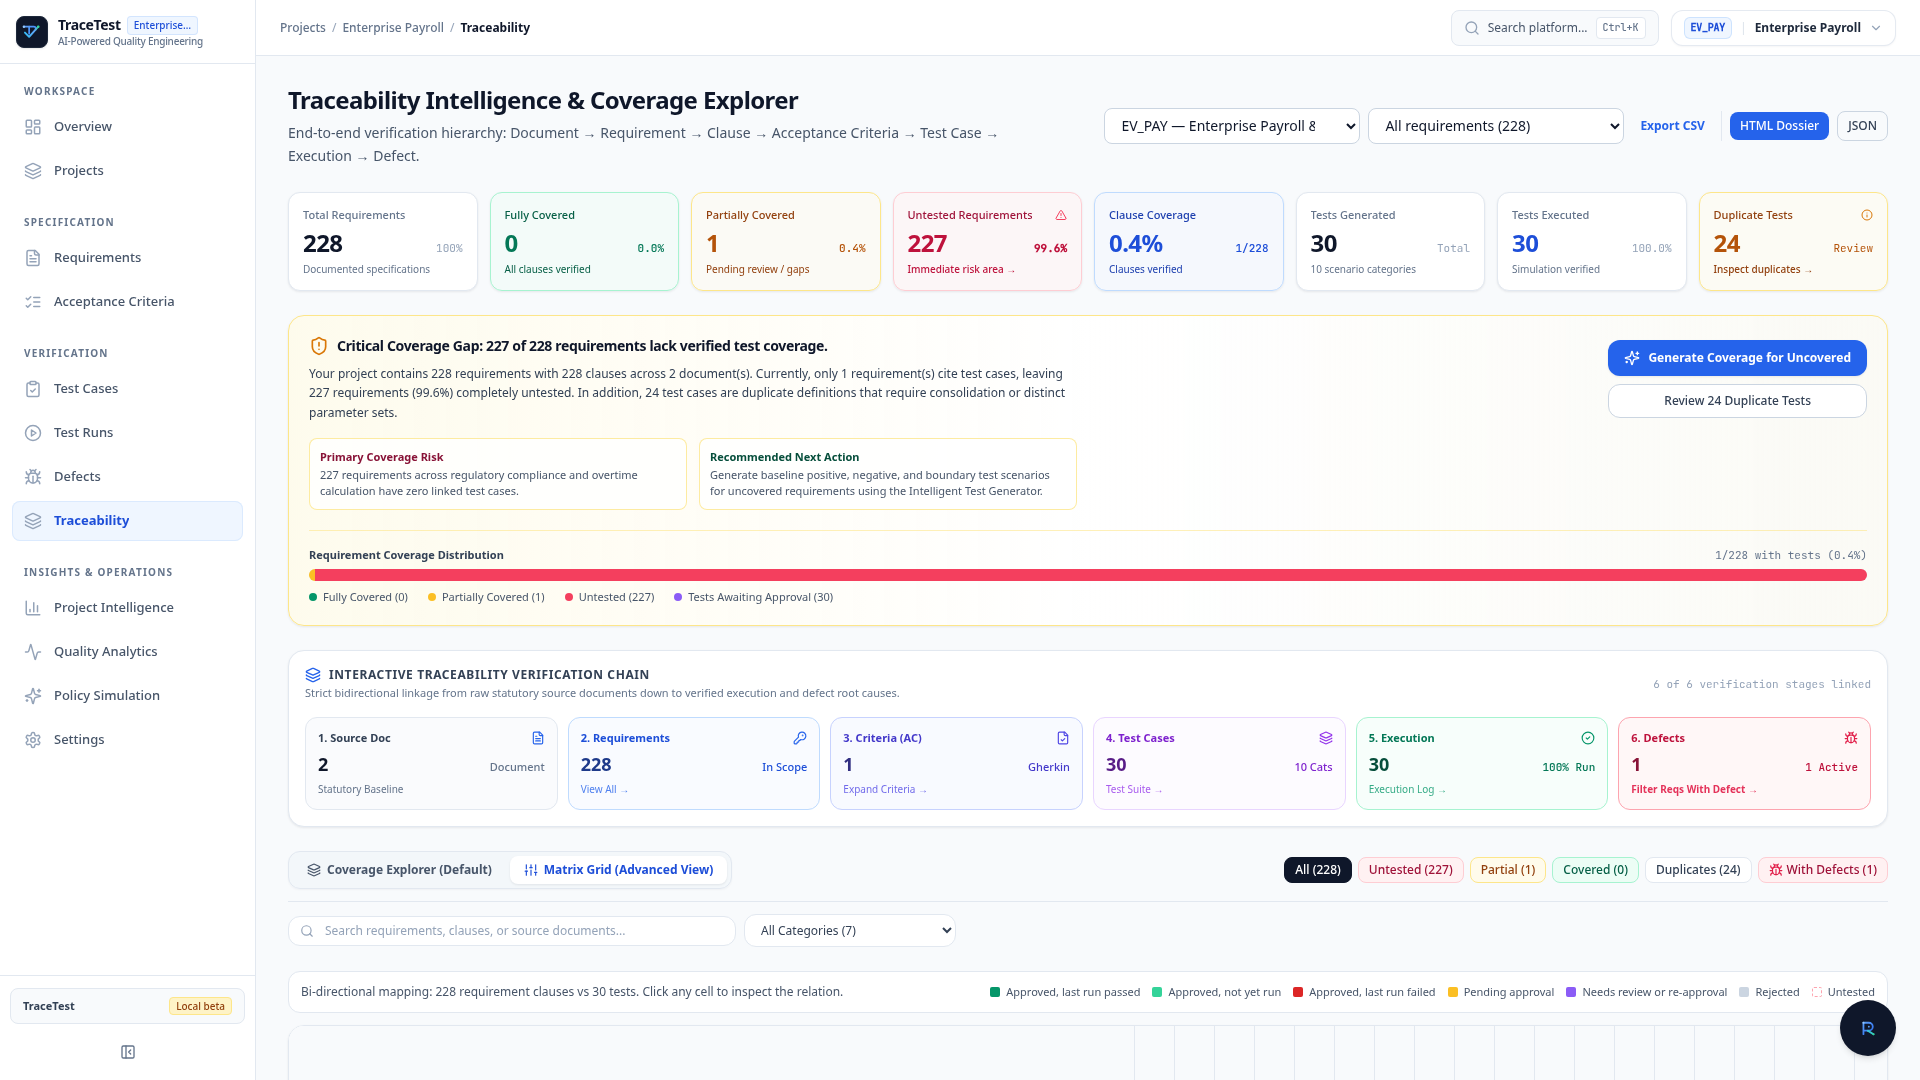 TraceTest
Enterprise...
AI-Powered Quality Engineering
WORKSPACE
Overview
Projects
SPECIFICATION
Requirements
Acceptance Criteria
VERIFICATION
Test Cases
Test Runs
Defects
Traceability
INSIGHTS & OPERATIONS
Project Intelligence
Quality Analytics
Policy Simulation
Settings
TraceTest
Local beta
Projects / Enterprise Payroll / Traceability
Search platform... Ctrl+K
EV_PAY Enterprise Payroll
Traceability Intelligence & Coverage Explorer
End-to-end verification hierarchy: Document → Requirement → Clause → Acceptance Criteria → Test Case →
Execution → Defect.
EV_PAY — Enterprise Payroll &
All requirements (228)
Export CSV
HTML Dossier
JSON
Total Requirements
228 100%
Documented specifications
Fully Covered
0 0.0%
All clauses verified
Partially Covered
1 0.4%
Pending review / gaps
Untested Requirements
227 99.6%
Immediate risk area →
Clause Coverage
0.4% 1/228
Clauses verified
Tests Generated
30 Total
10 scenario categories
Tests Executed
30 100.0%
Simulation verified
Duplicate Tests
24 Review
Inspect duplicates →
Critical Coverage Gap: 227 of 228 requirements lack verified test coverage.
Your project contains 228 requirements with 228 clauses across 2 document(s). Currently, only 1 requirement(s) cite test cases, leaving
227 requirements (99.6%) completely untested. In addition, 24 test cases are duplicate definitions that require consolidation or distinct
parameter sets.
Generate Coverage for Uncovered
Review 24 Duplicate Tests
Primary Coverage Risk
227 requirements across regulatory compliance and overtime
calculation have zero linked test cases.
Recommended Next Action
Generate baseline positive, negative, and boundary test scenarios
for uncovered requirements using the Intelligent Test Generator.
Requirement Coverage Distribution
1/228 with tests (0.4%)
Fully Covered (0)
Partially Covered (1)
Untested (227)
Tests Awaiting Approval (30)
INTERACTIVE TRACEABILITY VERIFICATION CHAIN
Strict bidirectional linkage from raw statutory source documents down to verified execution and defect root causes.
6 of 6 verification stages linked
1. Source Doc
2 Document
Statutory Baseline
2. Requirements
228 In Scope
View All →
3. Criteria (AC)
1 Gherkin
Expand Criteria →
4. Test Cases
30 10 Cats
Test Suite →
5. Execution
30 100% Run
Execution Log →
6. Defects
1 1 Active
Filter Reqs With Defect →
Coverage Explorer (Default)
Matrix Grid (Advanced View)
All (228)
Untested (227)
Partial (1)
Covered (0)
Duplicates (24)
With Defects (1)
Search requirements, clauses, or source documents...
All Categories (7)
Bi-directional mapping: 228 requirement clauses vs 30 tests. Click any cell to inspect the relation.
Approved, last run passed
Approved, not yet run
Approved, last run failed
Pending approval
Needs review or re-approval
Rejected
Untested